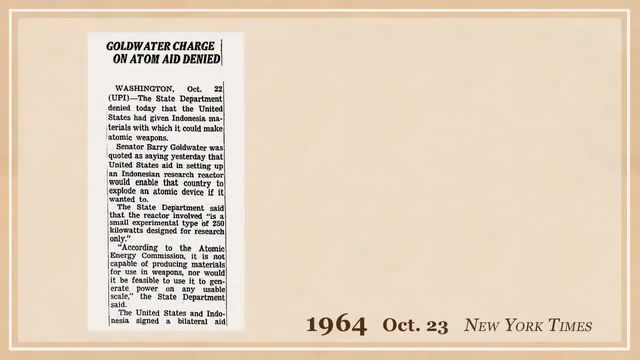 GOLDWATER CHARGE
ON ATOM AID DENIED
WASHINGTON, Oct. 22
(UPI)—The State Department
denied today that the United
States had given Indonesia ma-
terials with which it could make
atomic weapons.
Senator Barry Goldwater was
quoted as saying yesterday that
United States aid in setting up
an Indonesian research reactor
would enable that country to
explode an atomic device if it
wanted to.
The State Department said
that the reactor involved “is a
small experimental type of 250
kilowatts designed for research
only.”
“According to the Atomic
Energy Commission, it is not
capable of producing materials
for use in weapons, nor would
it be feasible to use it to gen-
erate power on any usable
scale,” the State Department
said.
The United States and Indo-
nesia signed a bilateral aid
1964 Oct. 23 NEW YORK TIMES